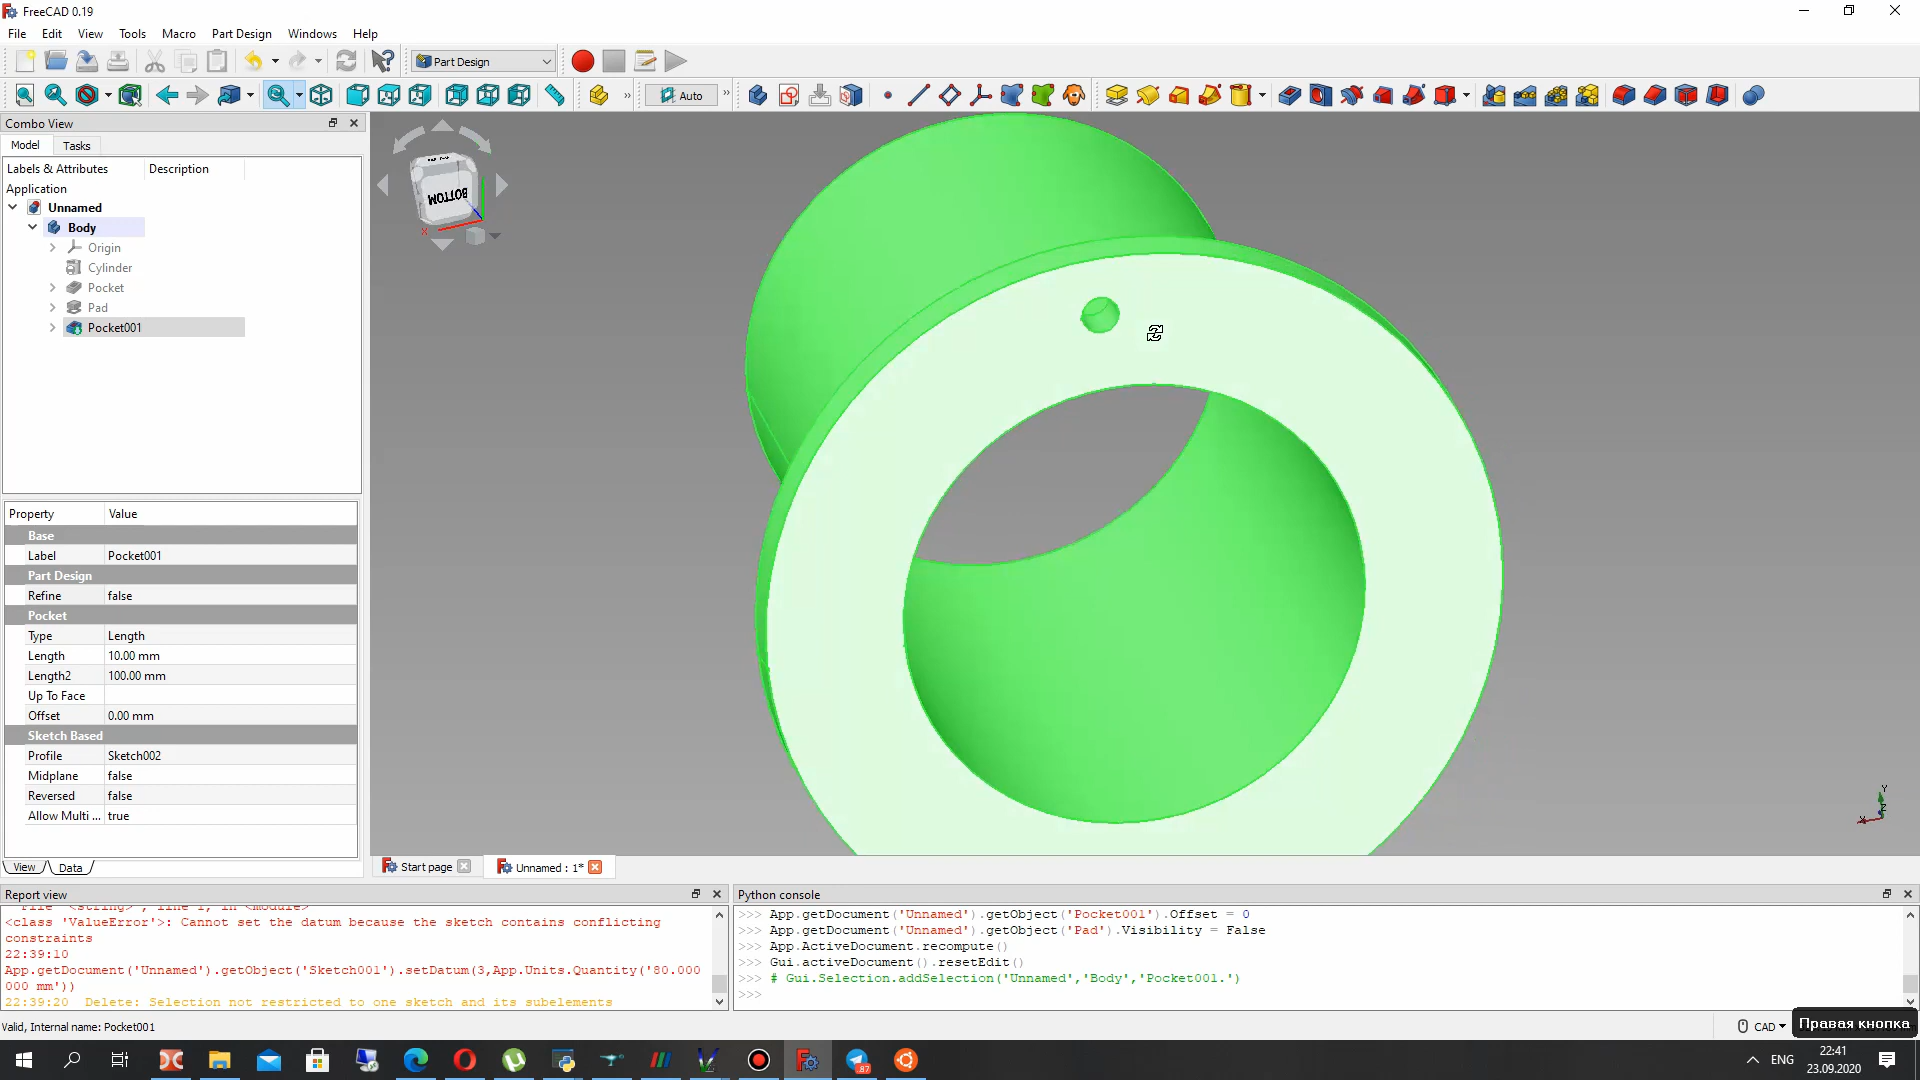 FreeCAD 0.19
File Edit View Tools Macro Part Design Windows Help
Part Design
Auto
Combo View
Model Tasks
Labels & Attributes Description
Application
Unnamed
Body
Origin
Cylinder
Pocket
Pad
Pocket001
BOTTOM
X
Property Value
Base
Label Pocket001
Part Design
Refine false
Pocket
Type Length
Length 10.00 mm
Length2 100.00 mm
Up To Face
Offset 0.00 mm
Sketch Based
Profile Sketch002
Midplane false
Reversed false
Allow Multi ... true
View Data
Y
Z
X
Start page Unnamed : 1*
Report view
File "<string>", line 1, in <module>
<class 'ValueError'>: Cannot set the datum because the sketch contains conflicting
constraints
22:39:10
App.getDocument('Unnamed').getObject('Sketch001').setDatum(3,App.Units.Quantity('80.000
000 mm'))
22:39:20 Delete: Selection not restricted to one sketch and its subelements
Python console
>>> App.getDocument('Unnamed').getObject('Pocket001').Offset = 0
>>> App.getDocument('Unnamed').getObject('Pad').Visibility = False
>>> App.ActiveDocument.recompute()
>>> Gui.activeDocument().resetEdit()
>>> # Gui.Selection.addSelection('Unnamed','Body','Pocket001.')
>>>
Valid, Internal name: Pocket001
CAD
Правая кнопка
87
ENG
22:41
23.09.2020